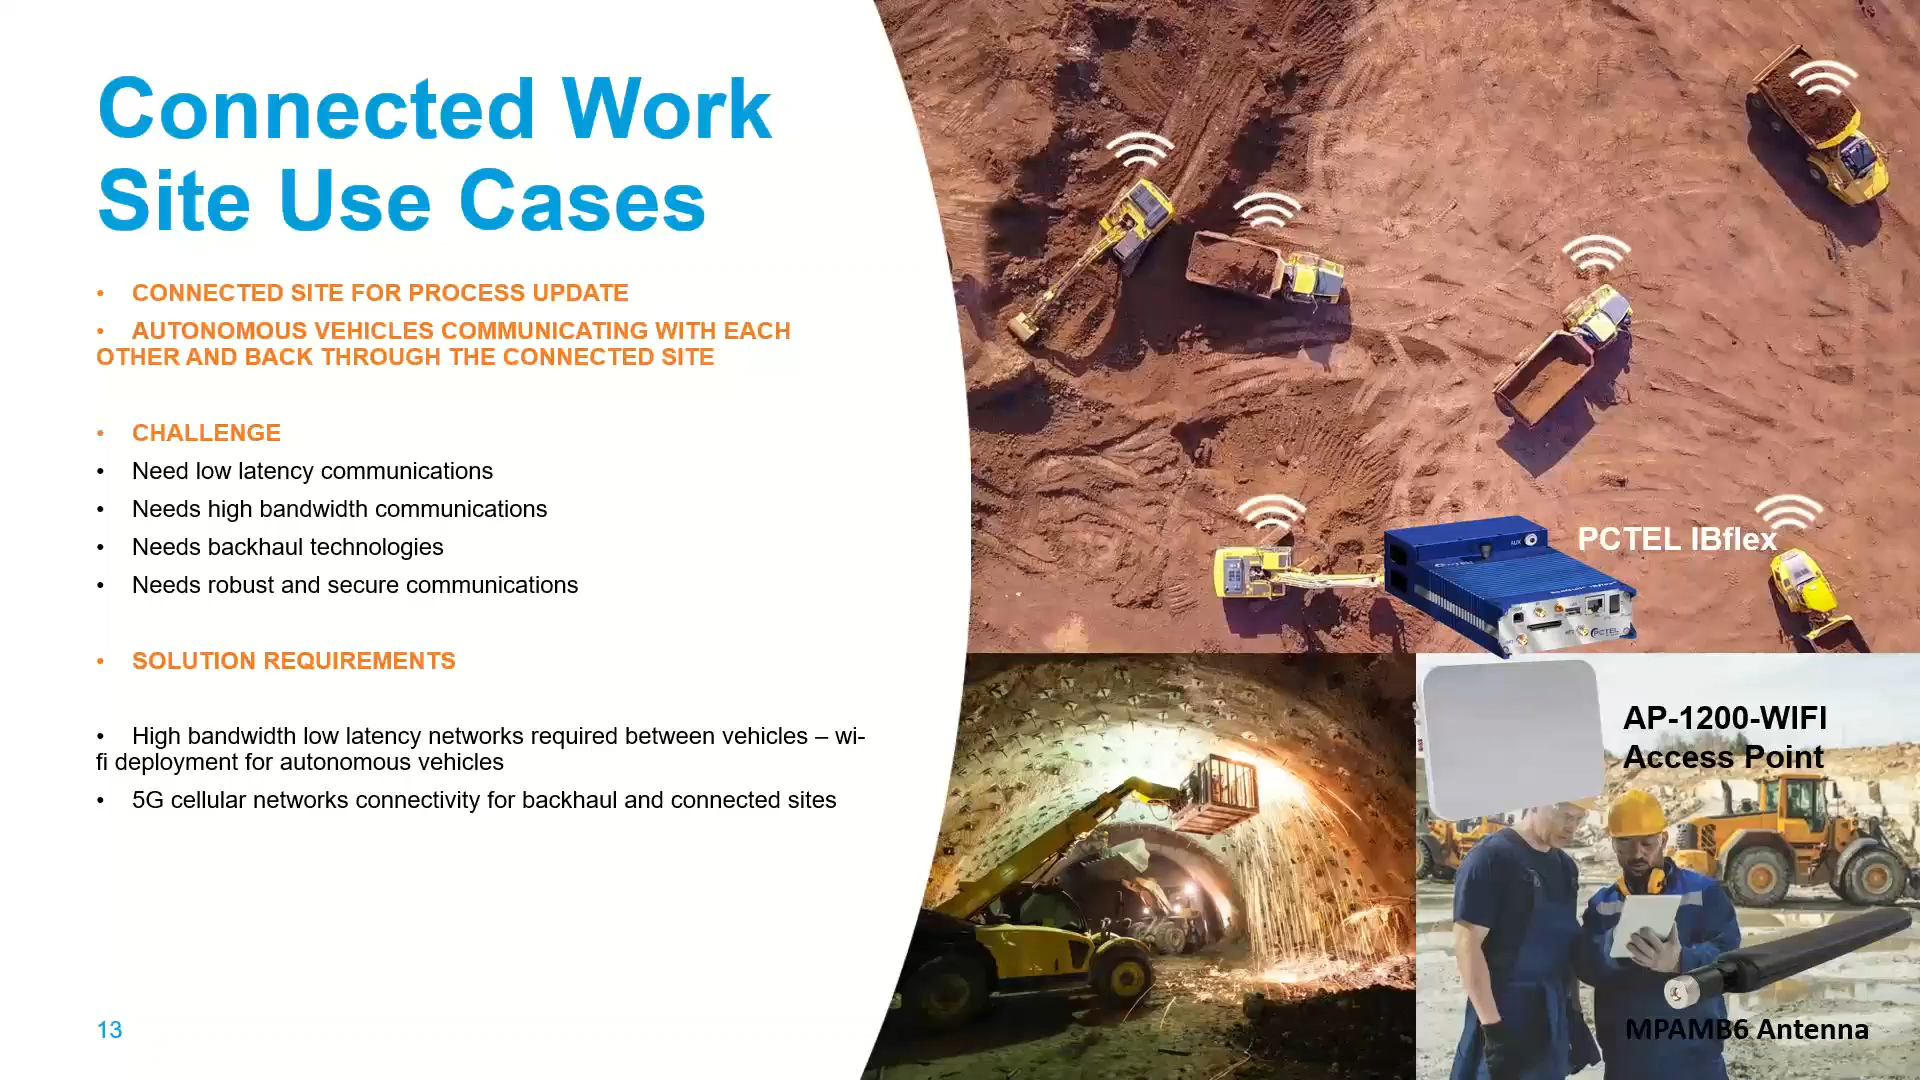 Connected Work
Site Use Cases
• CONNECTED SITE FOR PROCESS UPDATE
• AUTONOMOUS VEHICLES COMMUNICATING WITH EACH
OTHER AND BACK THROUGH THE CONNECTED SITE
• CHALLENGE
• Need low latency communications
• Needs high bandwidth communications
• Needs backhaul technologies
• Needs robust and secure communications
• SOLUTION REQUIREMENTS
• High bandwidth low latency networks required between vehicles – wi-
fi deployment for autonomous vehicles
• 5G cellular networks connectivity for backhaul and connected sites
13
PCTEL IBflex
AUX
PCTEL
AP-1200-WIFI
Access Point
MPAMB6 Antenna